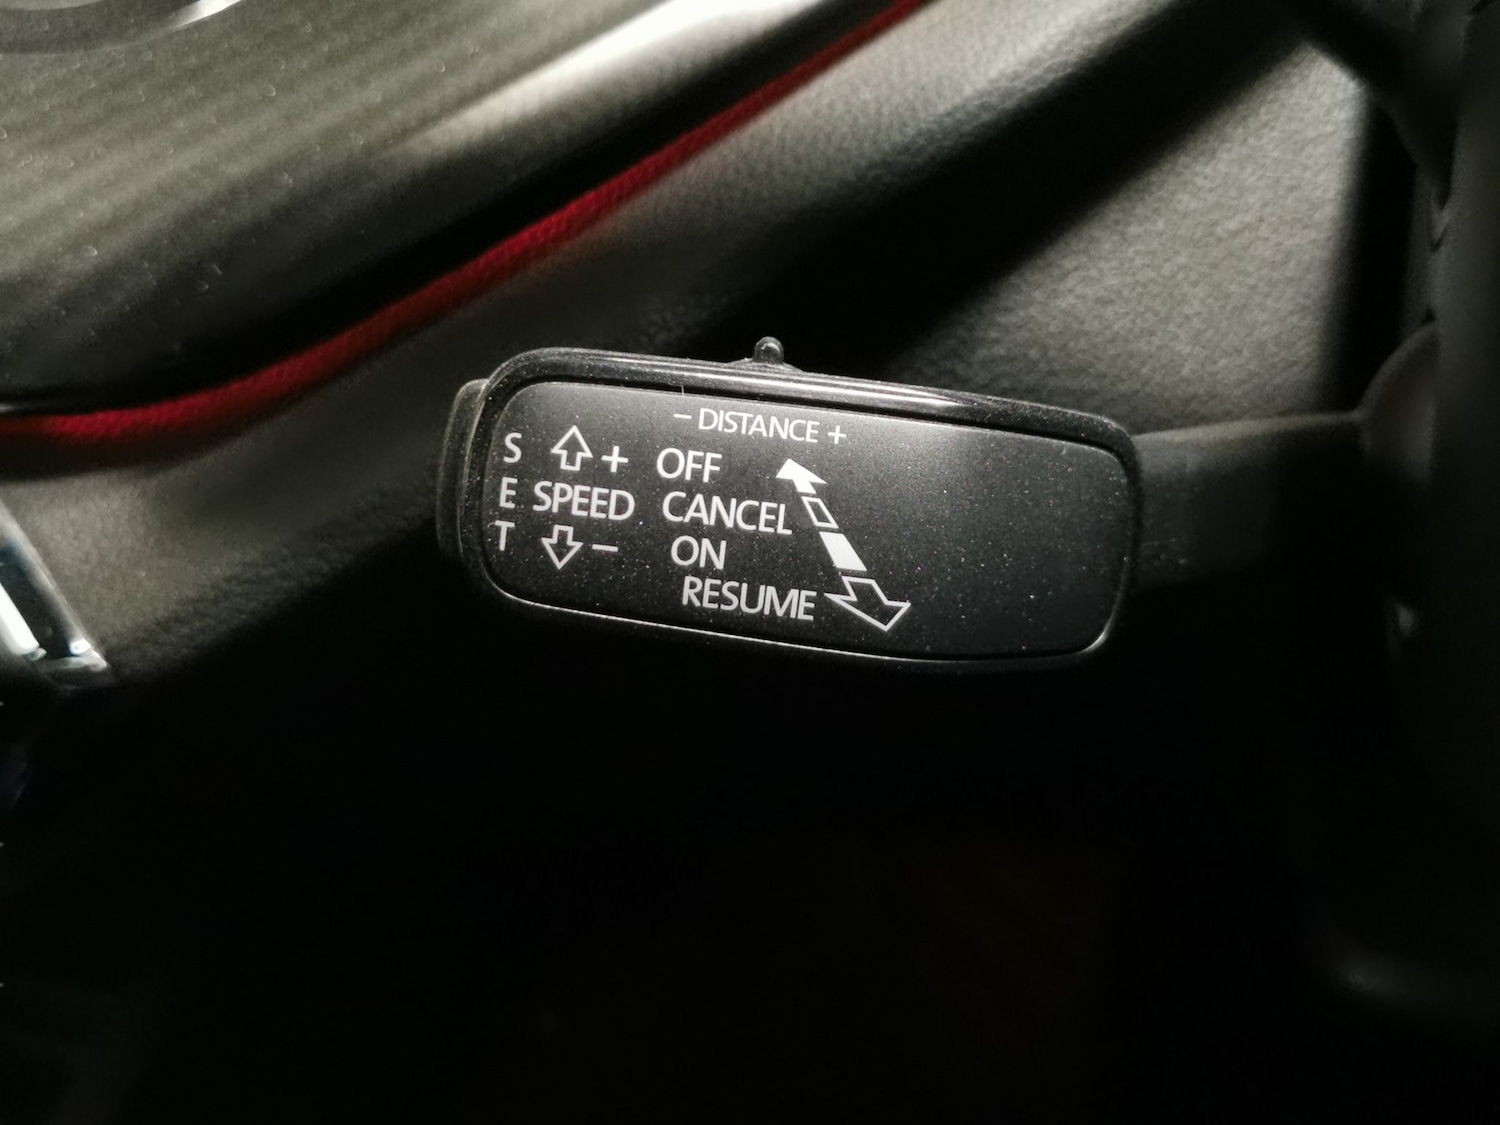 – DISTANCE +
S + OFF
E SPEED CANCEL
T – ON
RESUME